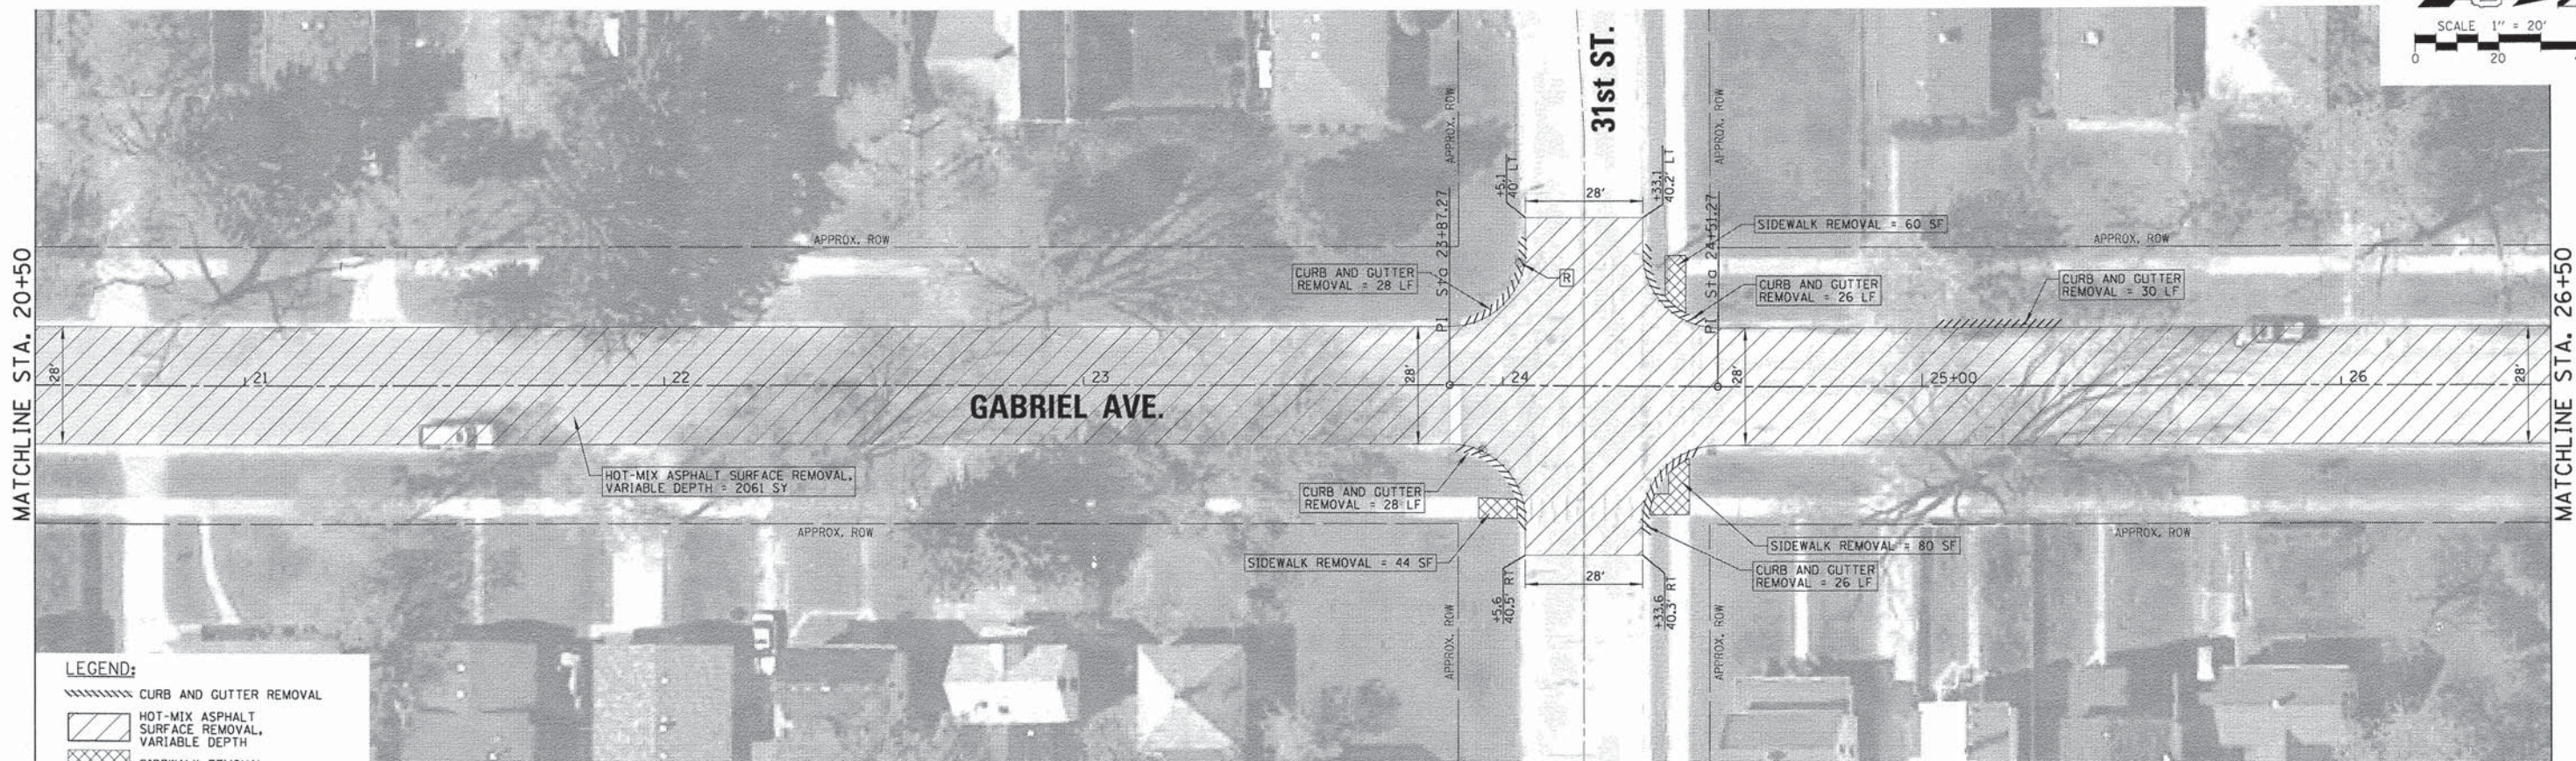 SCALE 1" = 20'
0 20
31st ST.
APPROX. ROW
APPROX. ROW
+5.1
40' LT
28'
+33.1
40.2' LT
PI Sta 23+87.27
PI Sta 24+51.27
SIDEWALK REMOVAL = 60 SF
APPROX. ROW
APPROX. ROW
CURB AND GUTTER
REMOVAL = 28 LF
R
CURB AND GUTTER
REMOVAL = 26 LF
CURB AND GUTTER
REMOVAL = 30 LF
MATCHLINE STA. 20+50
MATCHLINE STA. 26+50
28'
21
22
23
28'
24
28'
25+00
26
28'
GABRIEL AVE.
HOT-MIX ASPHALT SURFACE REMOVAL,
VARIABLE DEPTH = 2061 SY
CURB AND GUTTER
REMOVAL = 28 LF
APPROX. ROW
APPROX. ROW
SIDEWALK REMOVAL = 44 SF
SIDEWALK REMOVAL = 80 SF
CURB AND GUTTER
REMOVAL = 26 LF
28'
+5.6
40.5' RT
+33.6
40.3' RT
APPROX. ROW
APPROX. ROW
LEGEND:
CURB AND GUTTER REMOVAL
HOT-MIX ASPHALT
SURFACE REMOVAL,
VARIABLE DEPTH